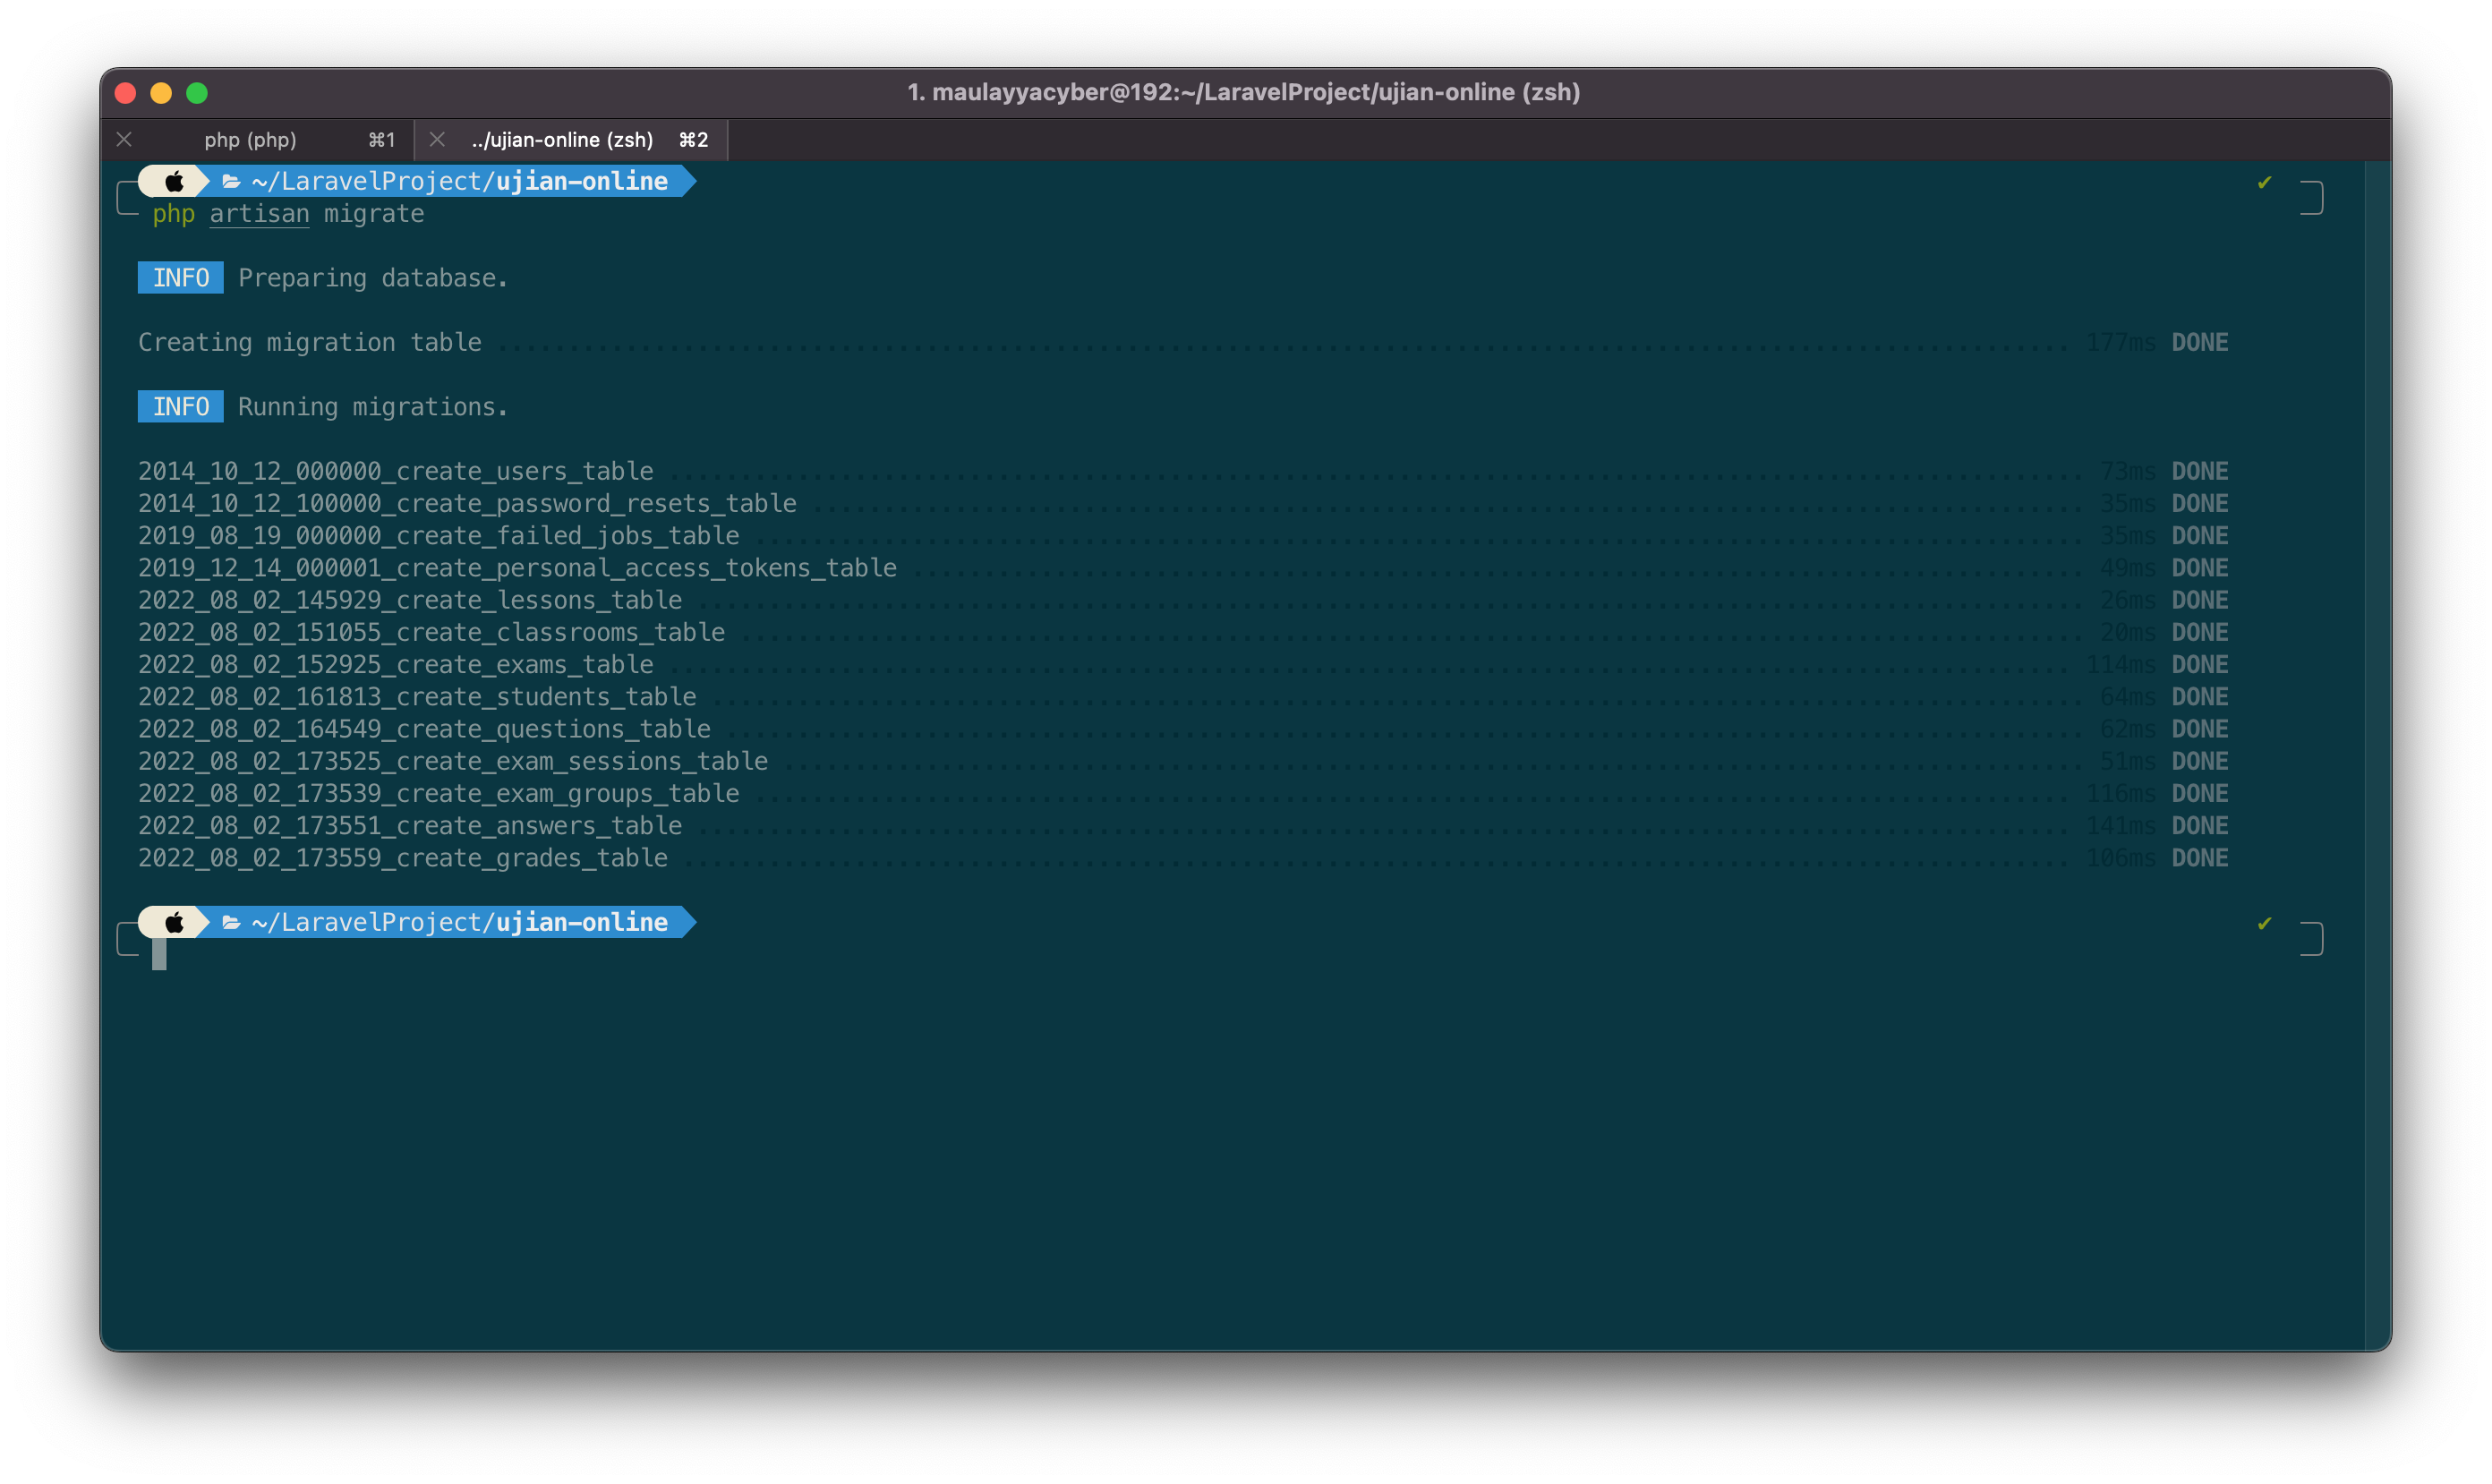 1. maulayyacyber@192:~/LaravelProject/ujian-online (zsh)
php (php) ⌘1 ../ujian-online (zsh) ⌘2
~/LaravelProject/ujian-online ✔
php artisan migrate
INFO Preparing database.
Creating migration table ........ 177ms DONE
INFO Running migrations.
2014_10_12_000000_create_users_table ........ 73ms DONE
2014_10_12_100000_create_password_resets_table ........ 35ms DONE
2019_08_19_000000_create_failed_jobs_table ........ 35ms DONE
2019_12_14_000001_create_personal_access_tokens_table ........ 49ms DONE
2022_08_02_145929_create_lessons_table ........ 26ms DONE
2022_08_02_151055_create_classrooms_table ........ 20ms DONE
2022_08_02_152925_create_exams_table ........ 114ms DONE
2022_08_02_161813_create_students_table ........ 64ms DONE
2022_08_02_164549_create_questions_table ........ 62ms DONE
2022_08_02_173525_create_exam_sessions_table ........ 51ms DONE
2022_08_02_173539_create_exam_groups_table ........ 116ms DONE
2022_08_02_173551_create_answers_table ........ 141ms DONE
2022_08_02_173559_create_grades_table ........ 106ms DONE
~/LaravelProject/ujian-online ✔